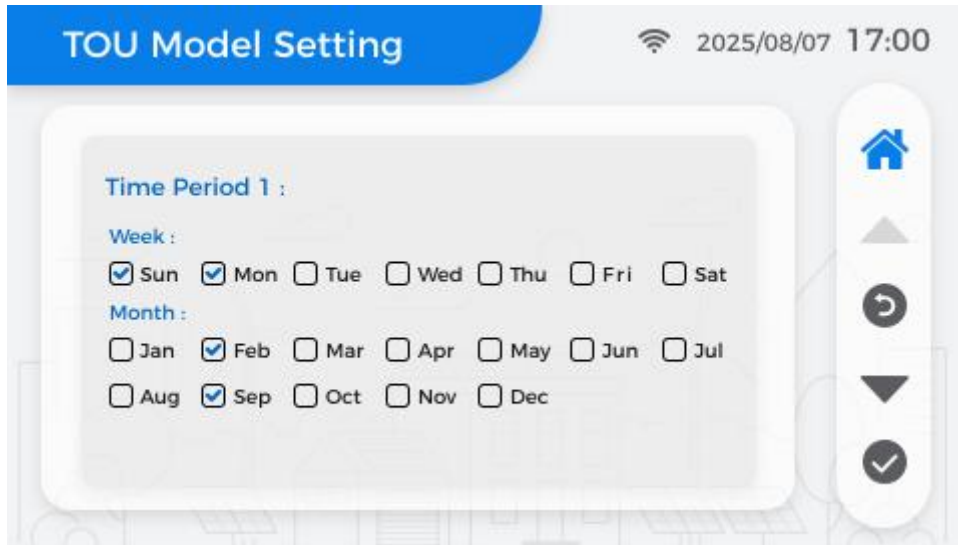 TOU Model Setting
2025/08/07 17:00
Time Period 1 :
Week :
Sun Mon Tue Wed Thu Fri Sat
Month :
Jan Feb Mar Apr May Jun Jul
Aug Sep Oct Nov Dec